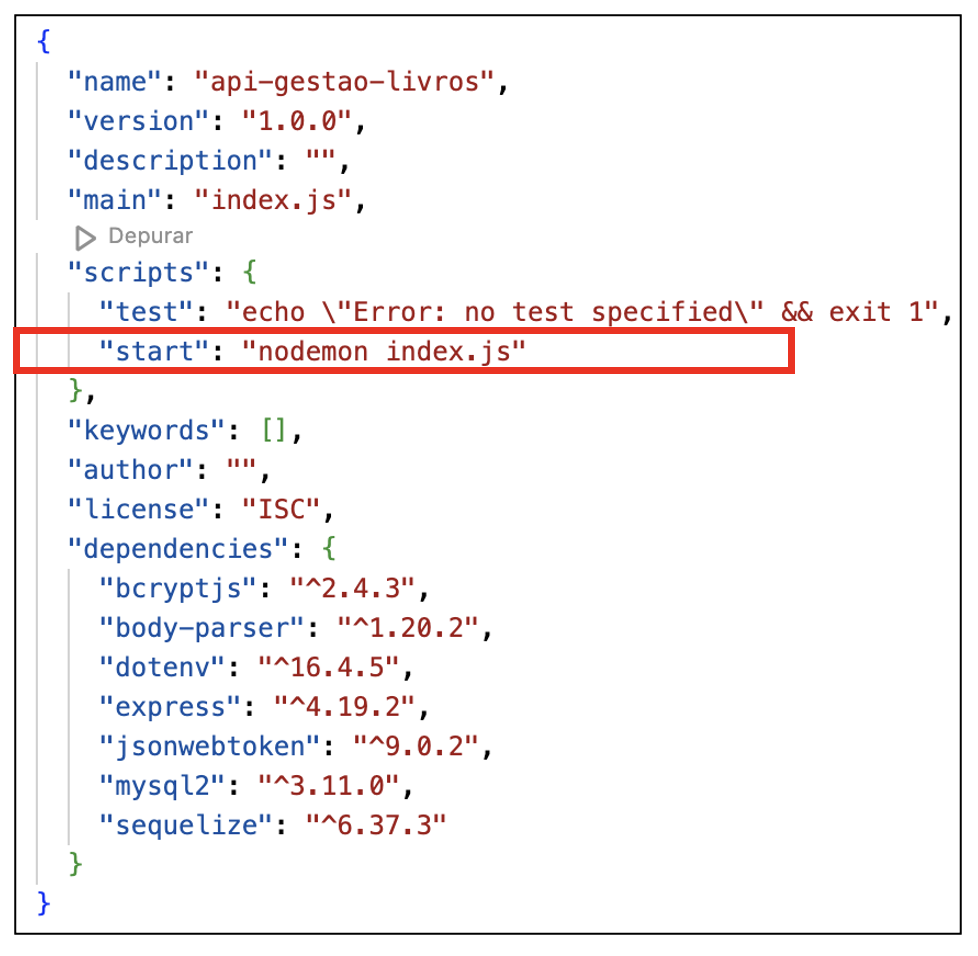 {
"name": "api-gestao-livros",
"version": "1.0.0",
"description": "",
"main": "index.js",
Depurar
"scripts": {
"test": "echo \"Error: no test specified\" && exit 1",
"start": "nodemon index.js"
},
"keywords": [],
"author": "",
"license": "ISC",
"dependencies": {
"bcryptjs": "^2.4.3",
"body-parser": "^1.20.2",
"dotenv": "^16.4.5",
"express": "^4.19.2",
"jsonwebtoken": "^9.0.2",
"mysql2": "^3.11.0",
"sequelize": "^6.37.3"
}
}